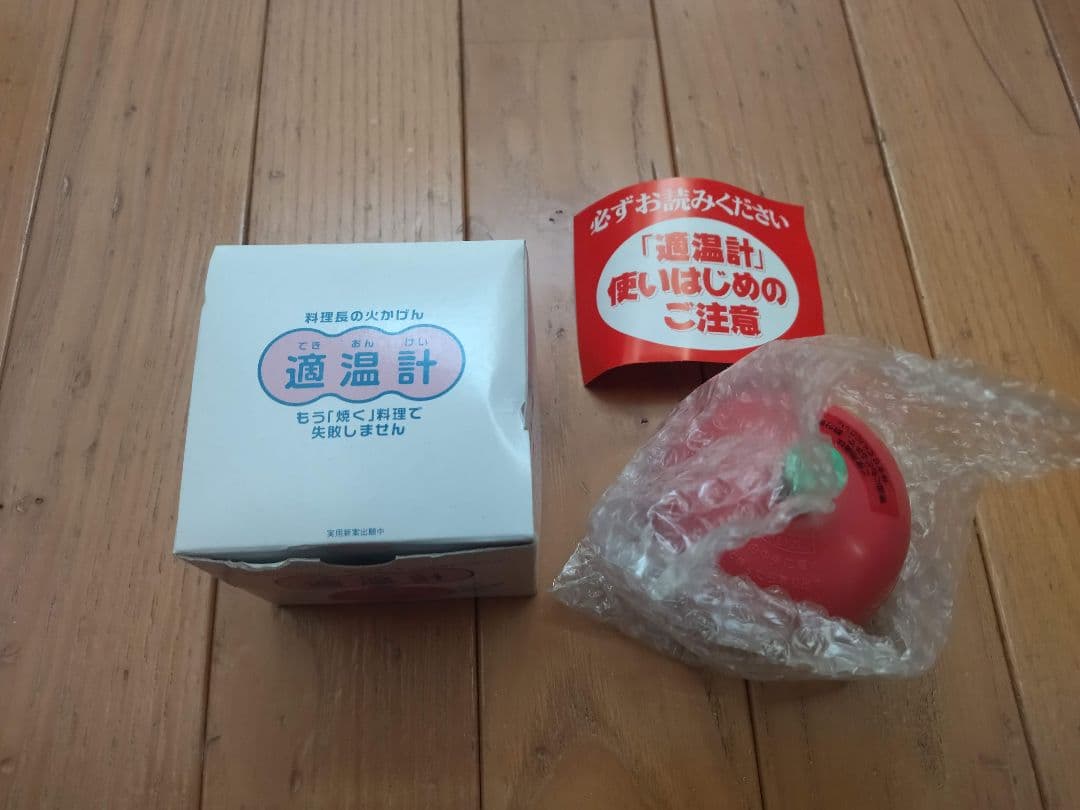 料理長の火かげん
てき おん けい
適温計
もう「焼く」料理で
失敗しません
実用新案出願中
必ずお読みください
「適温計」
使いはじめの
ご注意